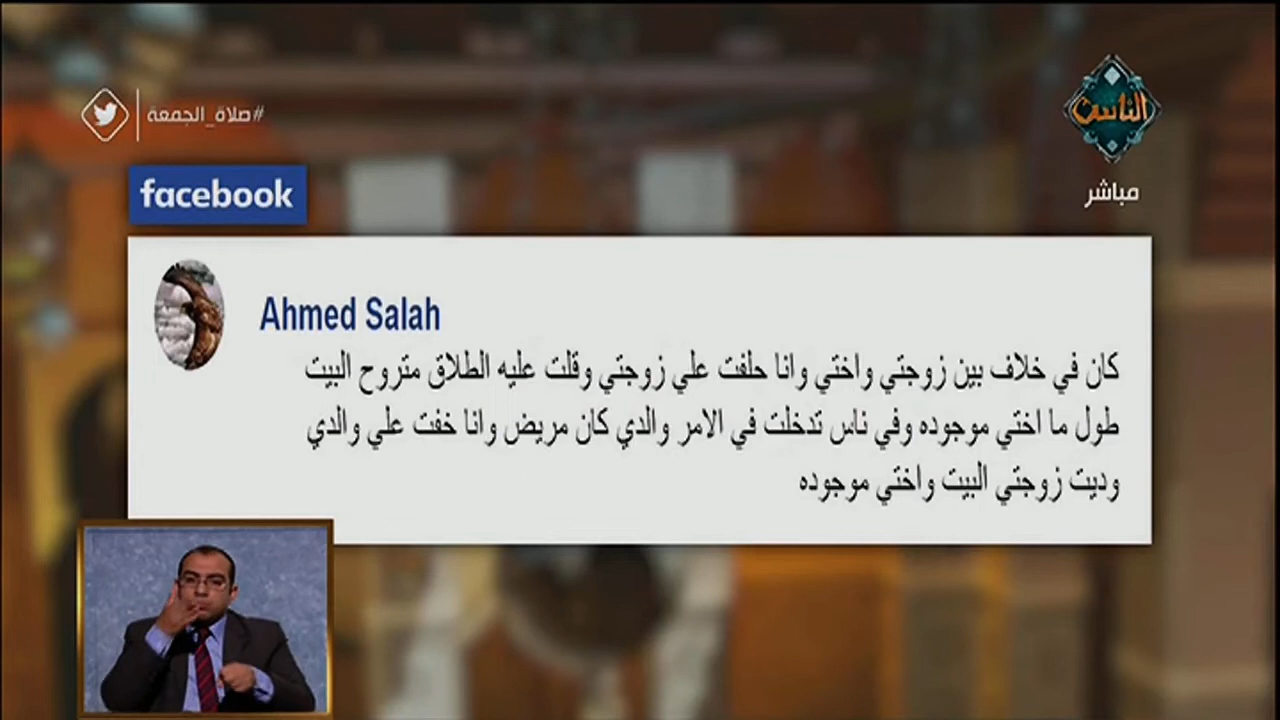 #صلاة_الجمعة
الناس
مباشر
facebook
Ahmed Salah
كان في خلاف بين زوجتي واختي وانا حلفت علي زوجتي وقلت عليه الطلاق متروح البيت
طول ما اختي موجوده وفي ناس تدخلت في الامر والدي كان مريض وانا خفت علي والدي
وديت زوجتي البيت واختي موجوده